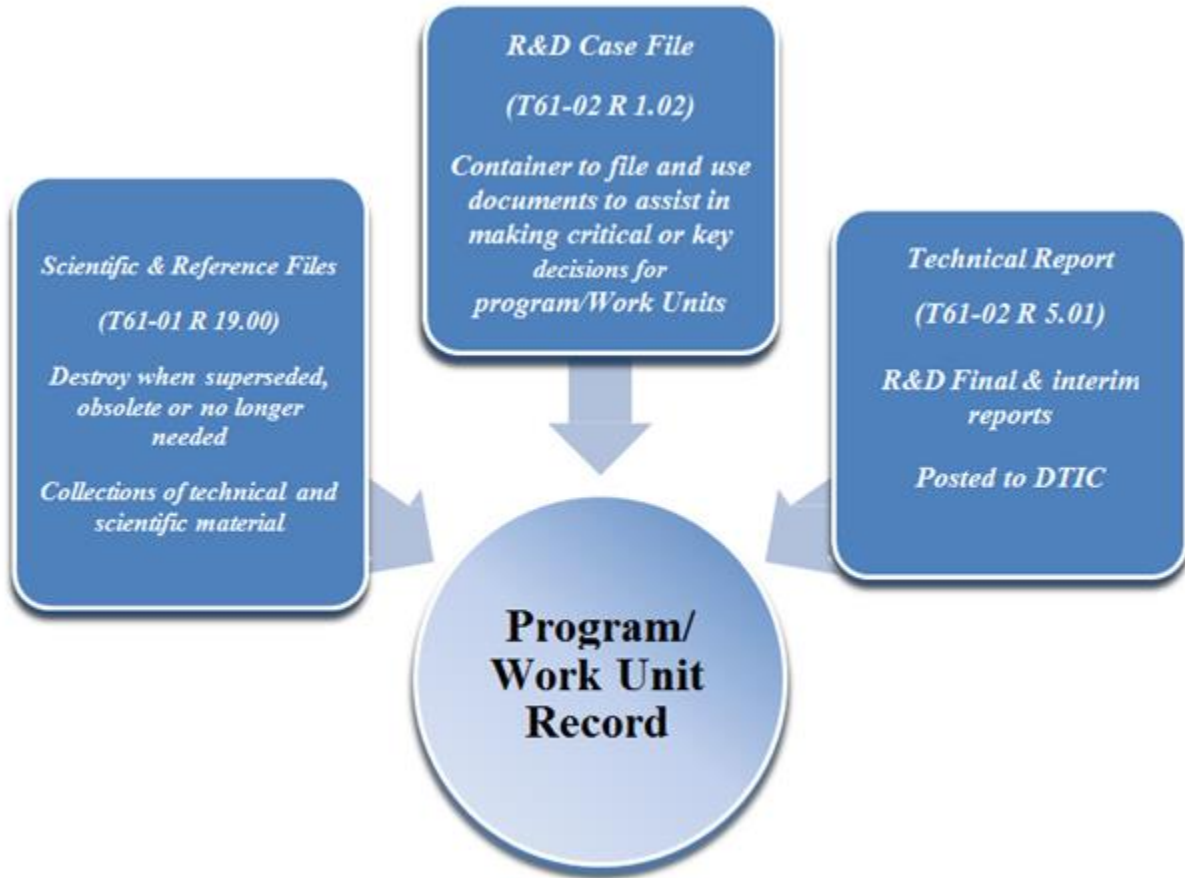 R&D Case File
(T61-02 R 1.02)
Container to file and use
documents to assist in
making critical or key
decisions for
program/Work Units
Scientific & Reference Files
(T61-01 R 19.00)
Destroy when superseded,
obsolete or no longer
needed
Collections of technical and
scientific material
Technical Report
(T61-02 R 5.01)
R&D Final & interim
reports
Posted to DTIC
Program/
Work Unit
Record